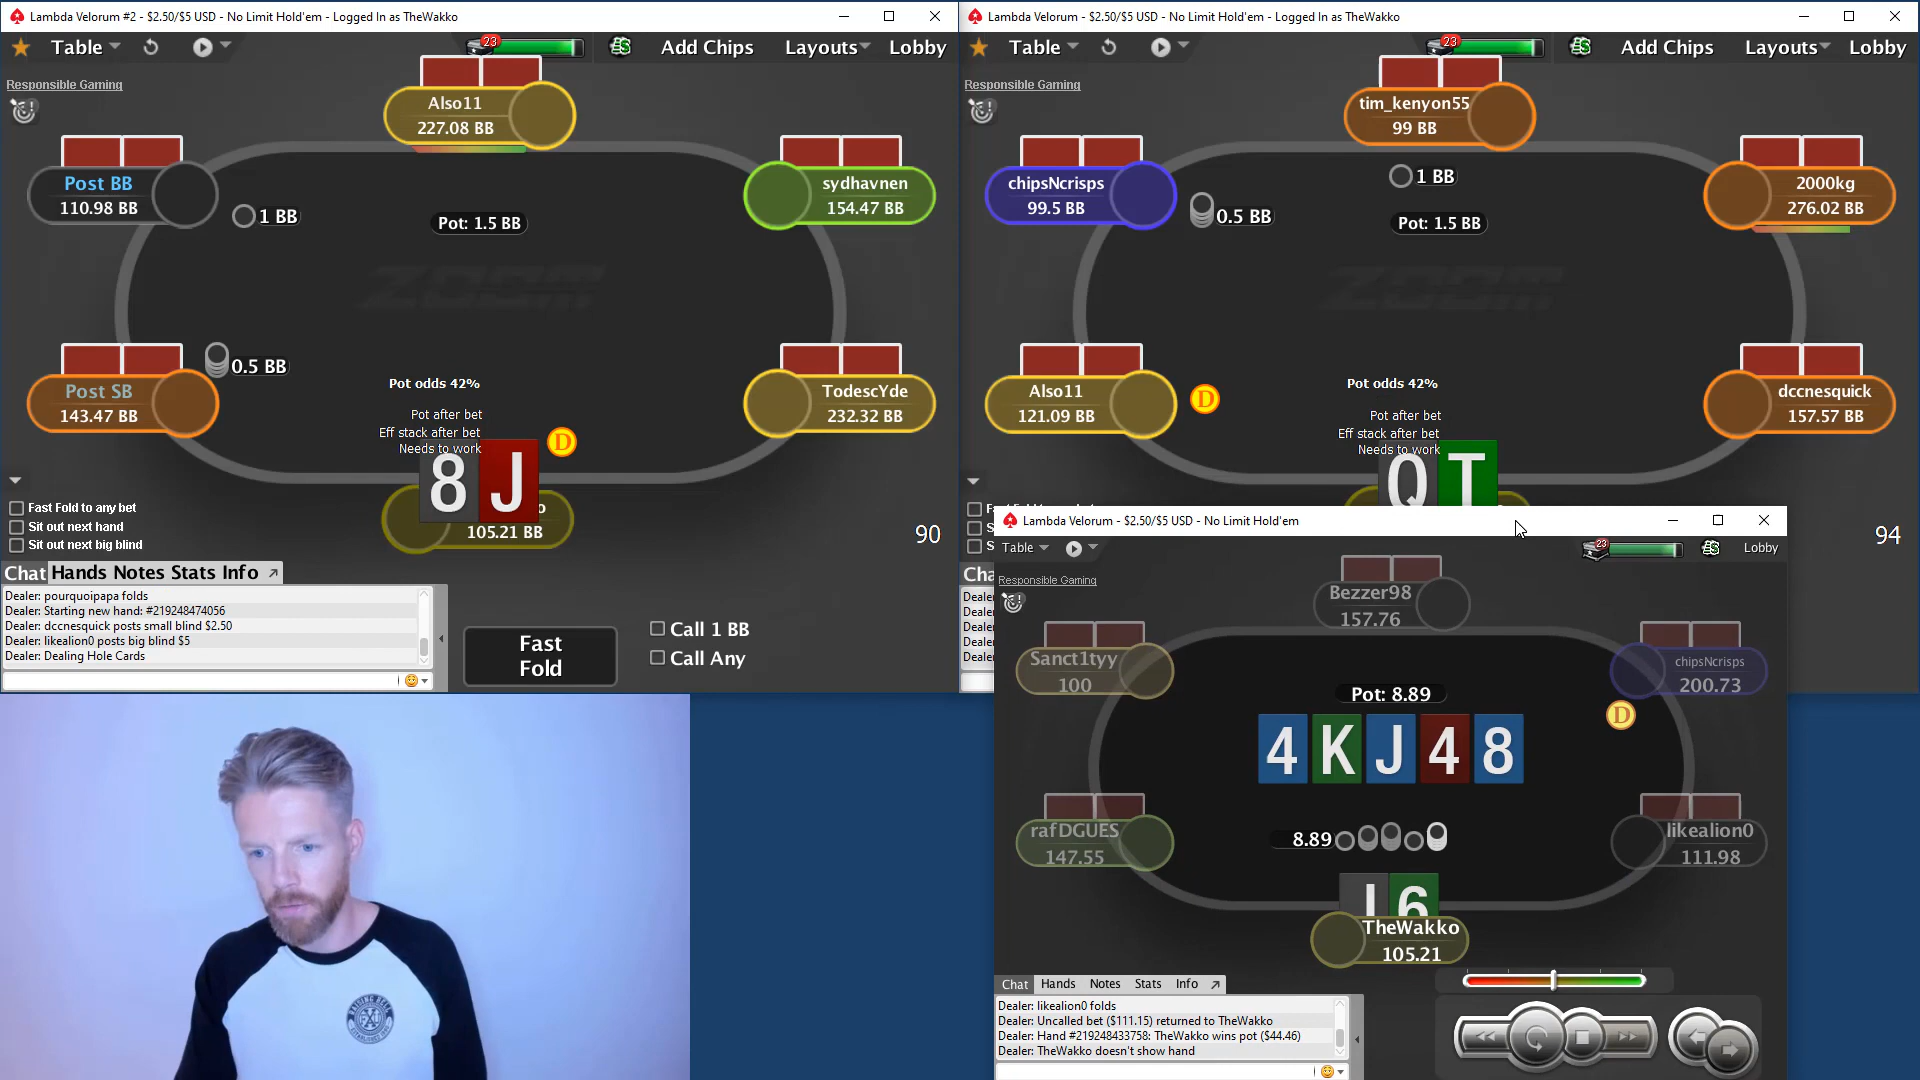 Lambda Velorum #2 - $2.50/$5 USD - No Limit Hold'em - Logged In as TheWakko
Table
23
Add Chips
Layouts
Lobby
Responsible Gaming
Also11
227.08 BB
Post BB
110.98 BB
1 BB
Pot: 1.5 BB
sydhavnen
154.47 BB
ZOOM
Post SB
143.47 BB
0.5 BB
Pot odds 42%
Pot after bet
Eff stack after bet
Needs to work
TodescYde
232.32 BB
D
8 J
o
105.21 BB
Fast Fold to any bet
Sit out next hand
Sit out next big blind
90
Chat Hands Notes Stats Info
Dealer: pourquoipapa folds
Dealer: Starting new hand: #219248474056
Dealer: dccnesquick posts small blind $2.50
Dealer: likealion0 posts big blind $5
Dealer: Dealing Hole Cards
Fast
Fold
Call 1 BB
Call Any
Lambda Velorum - $2.50/$5 USD - No Limit Hold'em - Logged In as TheWakko
Table
23
Add Chips
Layouts
Lobby
Responsible Gaming
tim_kenyon55
99 BB
chipsNcrisps
99.5 BB
0.5 BB
1 BB
Pot: 1.5 BB
2000kg
276.02 BB
ZOOM
Also11
121.09 BB
D
Pot odds 42%
Pot after bet
Eff stack after bet
Needs to work
dccnesquick
157.57 BB
Q T
94
Cha
Dealer
Dealer
Dealer
Dealer
Dealer
Lambda Velorum - $2.50/$5 USD - No Limit Hold'em
Table
23
Lobby
Responsible Gaming
Bezzer98
157.76
Sanct1tyy
100
chipsNcrisps
200.73
Pot: 8.89
D
4 K J 4 8
rafDGUES
147.55
8.89
likealion0
111.98
J 6
TheWakko
105.21
Chat Hands Notes Stats Info
Dealer: likealion0 folds
Dealer: Uncalled bet ($111.15) returned to TheWakko
Dealer: Hand #219248433758: TheWakko wins pot ($44.46)
Dealer: TheWakko doesn't show hand